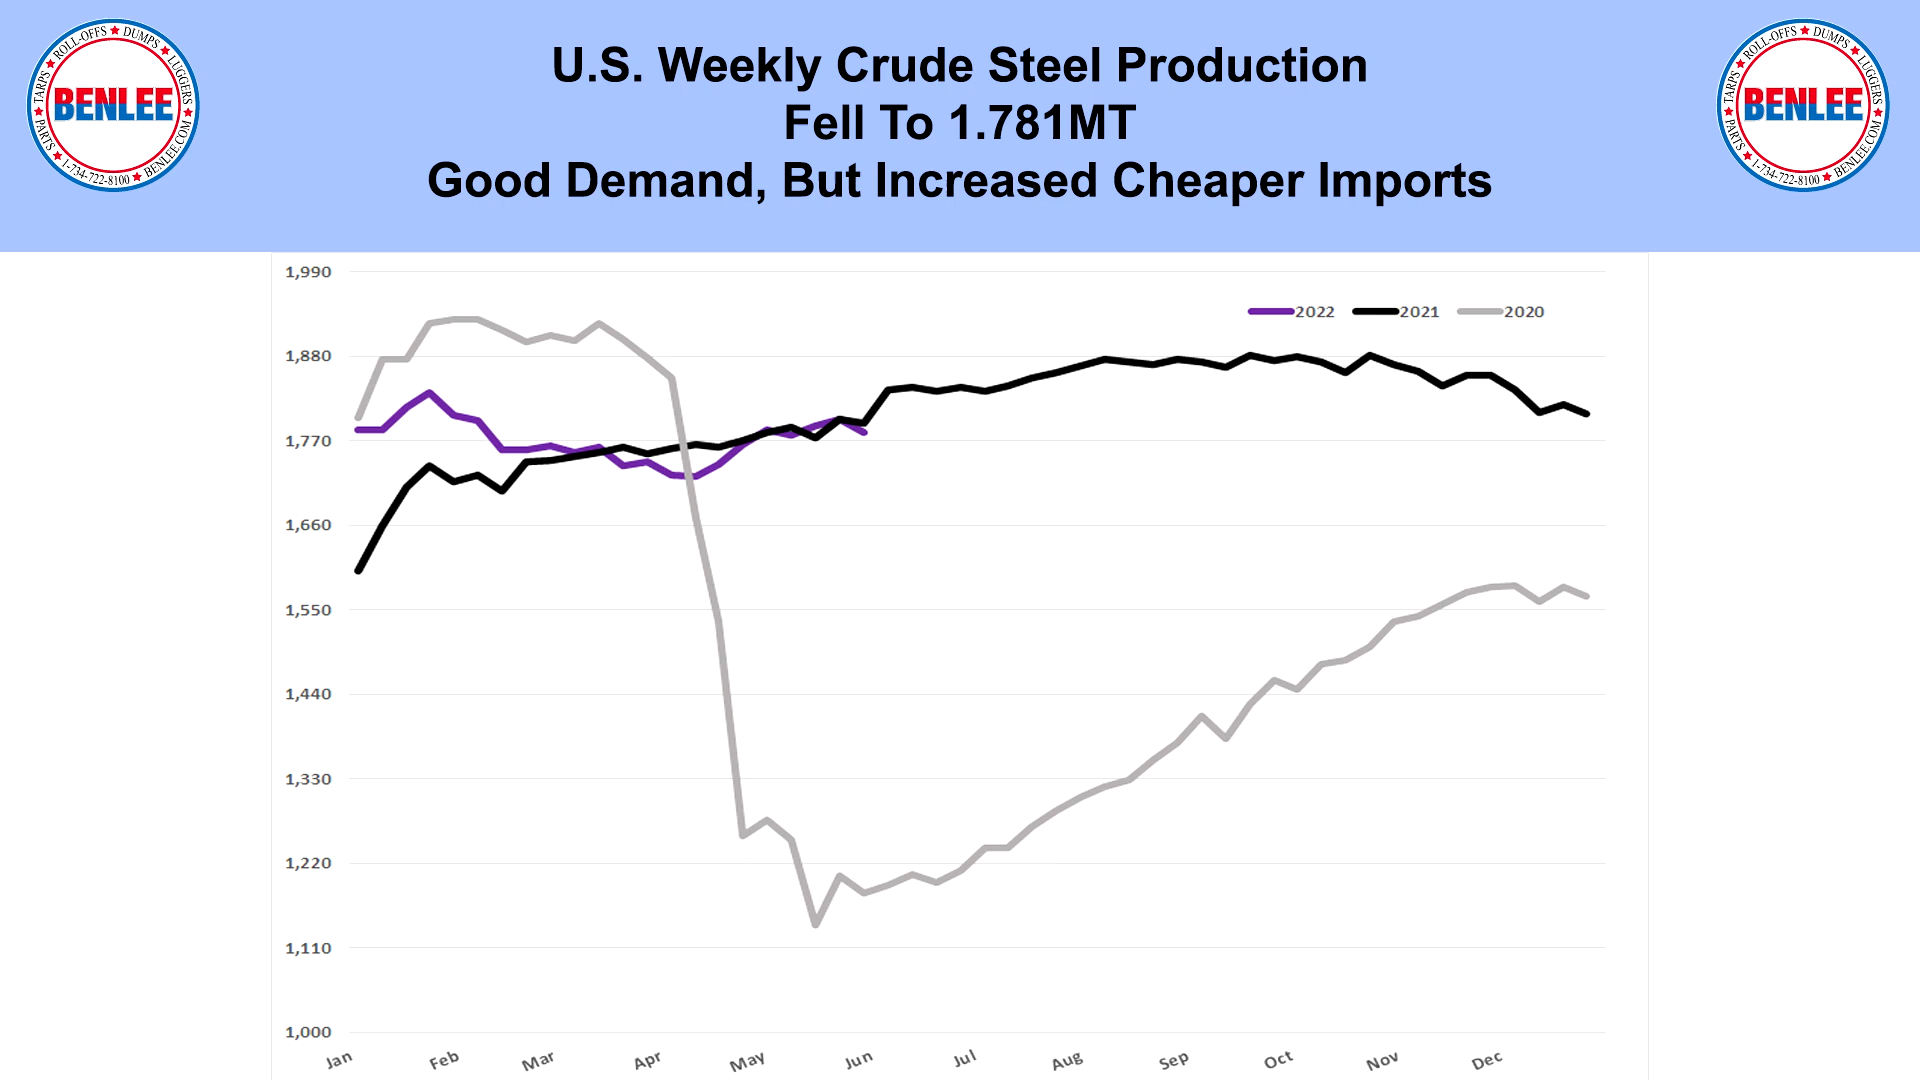 U.S. Weekly Crude Steel Production
Fell To 1.781MT
Good Demand, But Increased Cheaper Imports
TARPS ★ ROLL-OFFS ★ DUMPS ★ LUGGERS ★
BENLEE
PARTS ★ 1-734-722-8100 ★ BENLEE.COM ★
TARPS ★ ROLL-OFFS ★ DUMPS ★ LUGGERS ★
BENLEE
PARTS ★ 1-734-722-8100 ★ BENLEE.COM ★
2022 2021 2020
1,990
1,880
1,770
1,660
1,550
1,440
1,330
1,220
1,110
1,000
Jan Feb Mar Apr May Jun Jul Aug Sep Oct Nov Dec